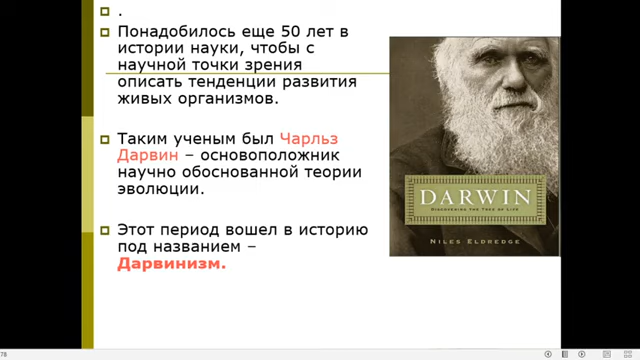 .
Понадобилось еще 50 лет в
истории науки, чтобы с
научной точки зрения
описать тенденции развития
живых организмов.
Таким ученым был Чарльз
Дарвин – основоположник
научно обоснованной теории
эволюции.
Этот период вошел в историю
под названием –
Дарвинизм.
DARWIN
DISCOVERING THE TREE OF LIFE
NILES ELDREDGE
78